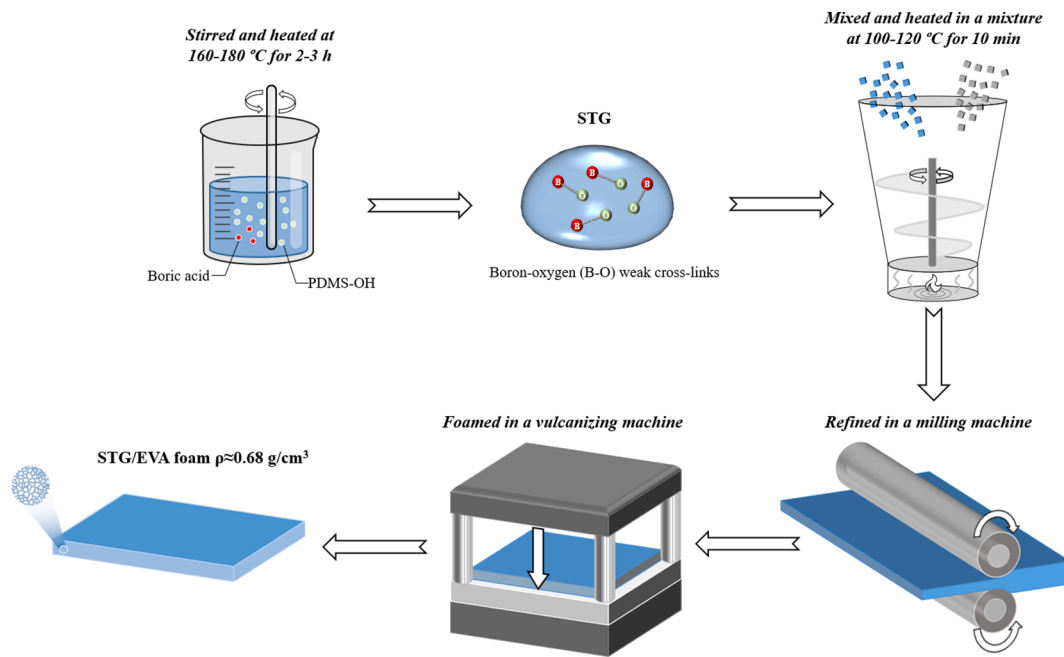 Stirred and heated at
160-180 ºC for 2-3 h
Boric acid
PDMS-OH
STG
B
B
B
O
O
O
O
B
Boron-oxygen (B-O) weak cross-links
Mixed and heated in a mixture
at 100-120 ºC for 10 min
Refined in a milling machine
Foamed in a vulcanizing machine
STG/EVA foam ρ≈0.68 g/cm³